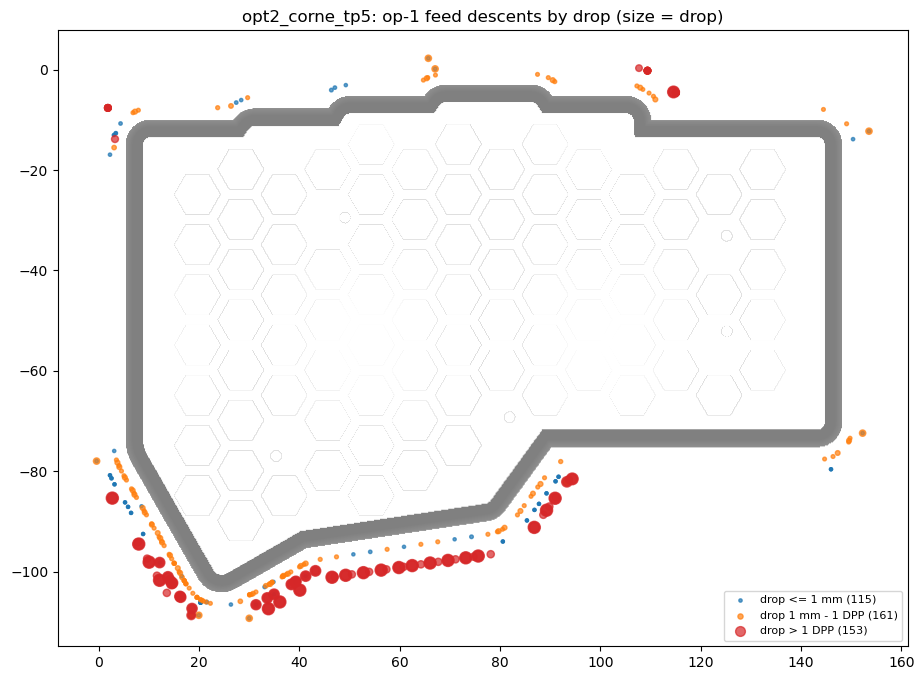 opt2_corne_tp5: op-1 feed descents by drop (size = drop)
0
−20
−40
−60
−80
−100
drop <= 1 mm (115)
drop 1 mm - 1 DPP (161)
drop > 1 DPP (153)
0 20 40 60 80 100 120 140 160